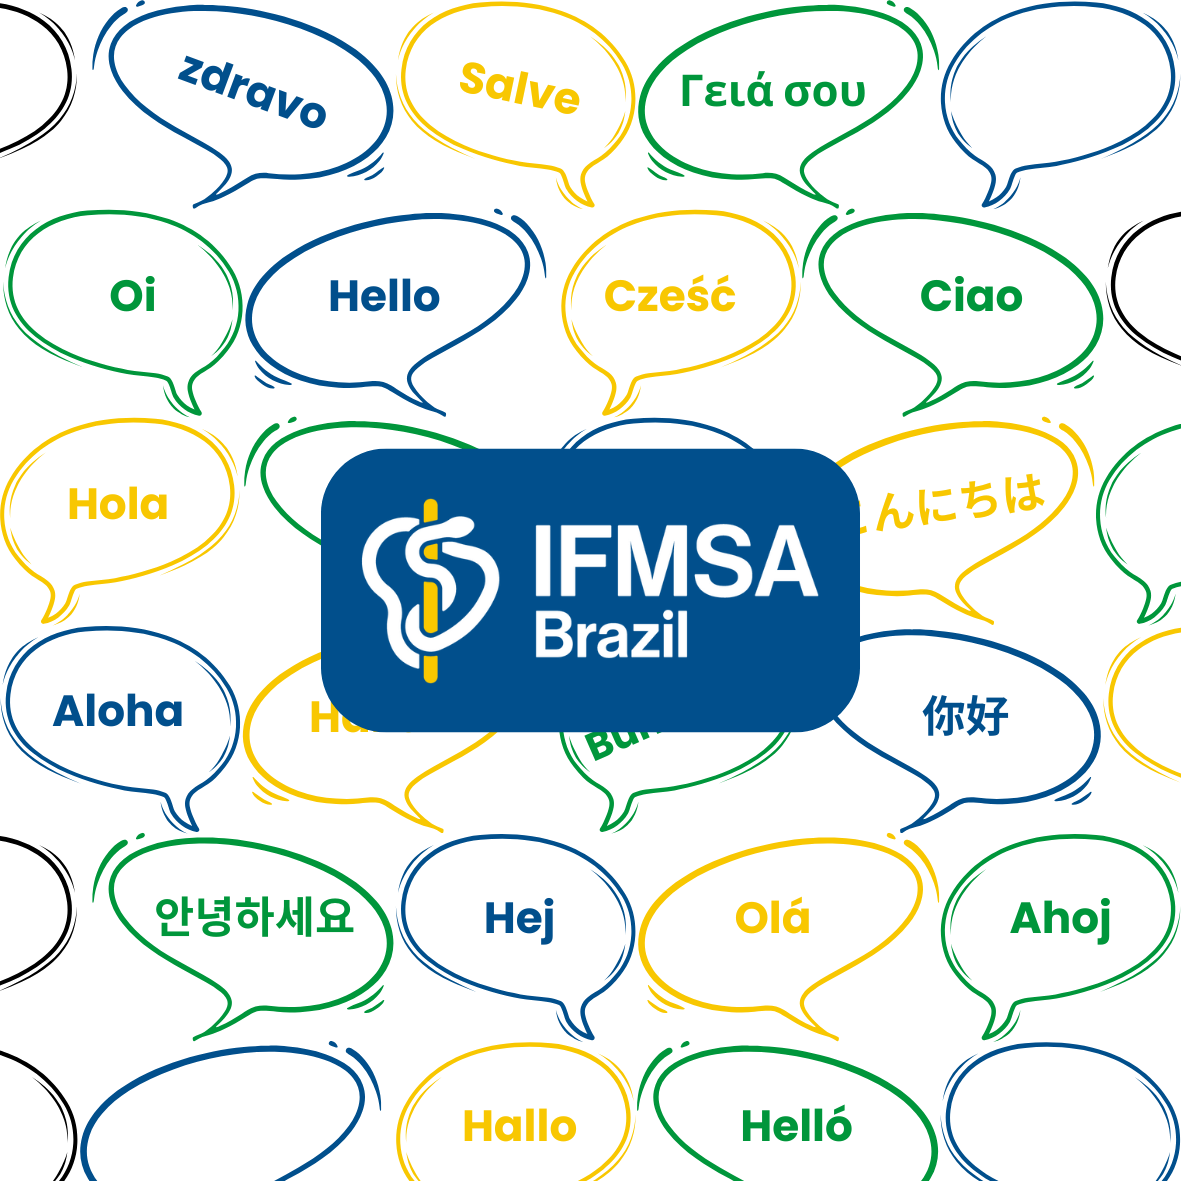 zdravo
Salve
Γειά σου
Oi
Hello
Cześć
Ciao
Hola
んにちは
IFMSA
Brazil
Aloha
你好
안녕하세요
Hej
Olá
Ahoj
Hallo
Helló